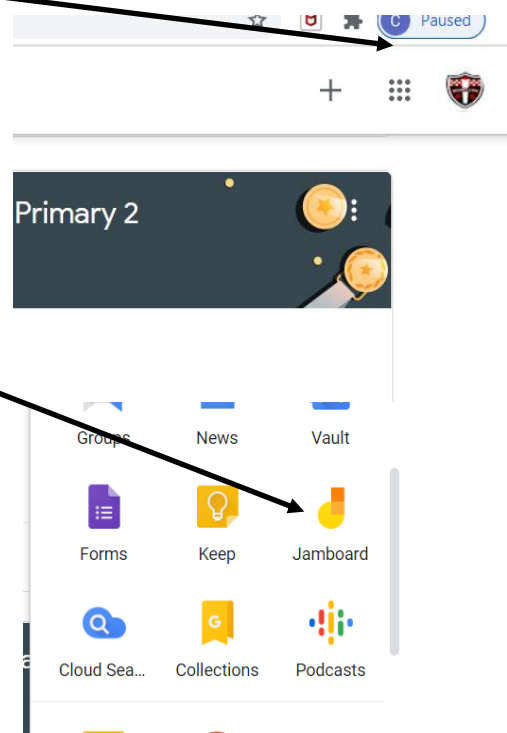 C Paused
Primary 2
Groups News Vault
Forms Keep Jamboard
G
Cloud Sea... Collections Podcasts